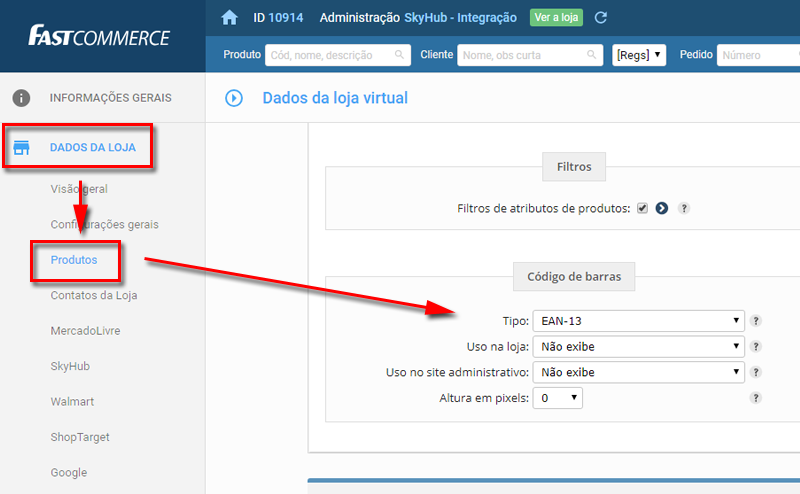 FASTCOMMERCE
ID 10914 Administração SkyHub - Integração Ver a loja
Produto Cód, nome, descrição Cliente Nome, obs curta [Regs] Pedido Número
INFORMAÇÕES GERAIS
DADOS DA LOJA
Visão geral
Configurações gerais
Produtos
Contatos da Loja
MercadoLivre
SkyHub
Walmart
ShopTarget
Google
Dados da loja virtual
Filtros
Filtros de atributos de produtos: ?
Código de barras
Tipo: EAN-13 ?
Uso na loja: Não exibe ?
Uso no site administrativo: Não exibe ?
Altura em pixels: 0 ?